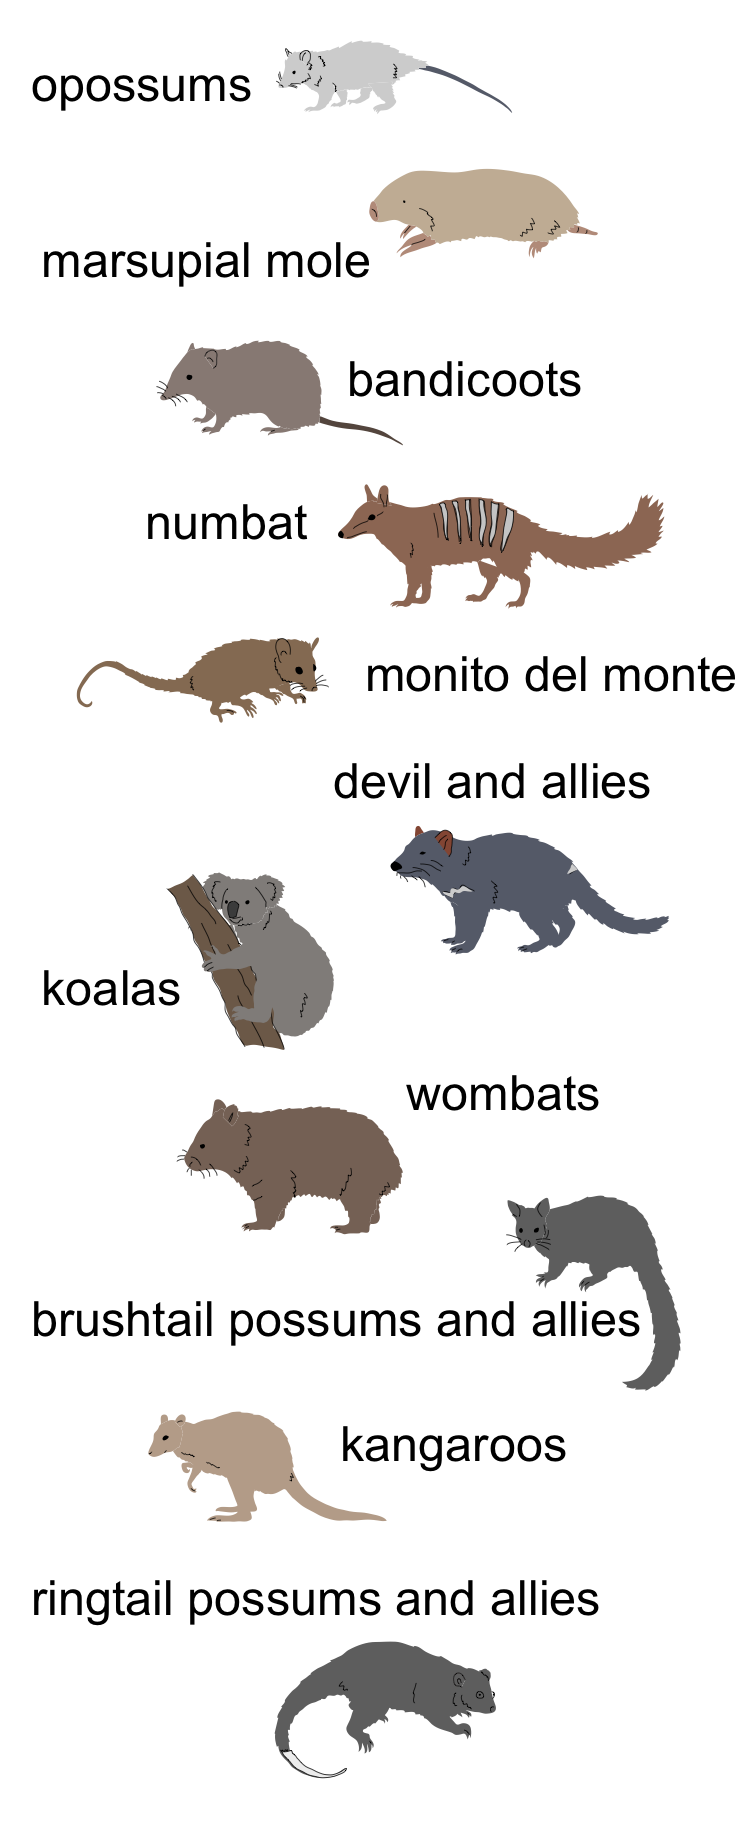 opossums
marsupial mole
bandicoots
numbat
monito del monte
devil and allies
koalas
wombats
brushtail possums and allies
kangaroos
ringtail possums and allies